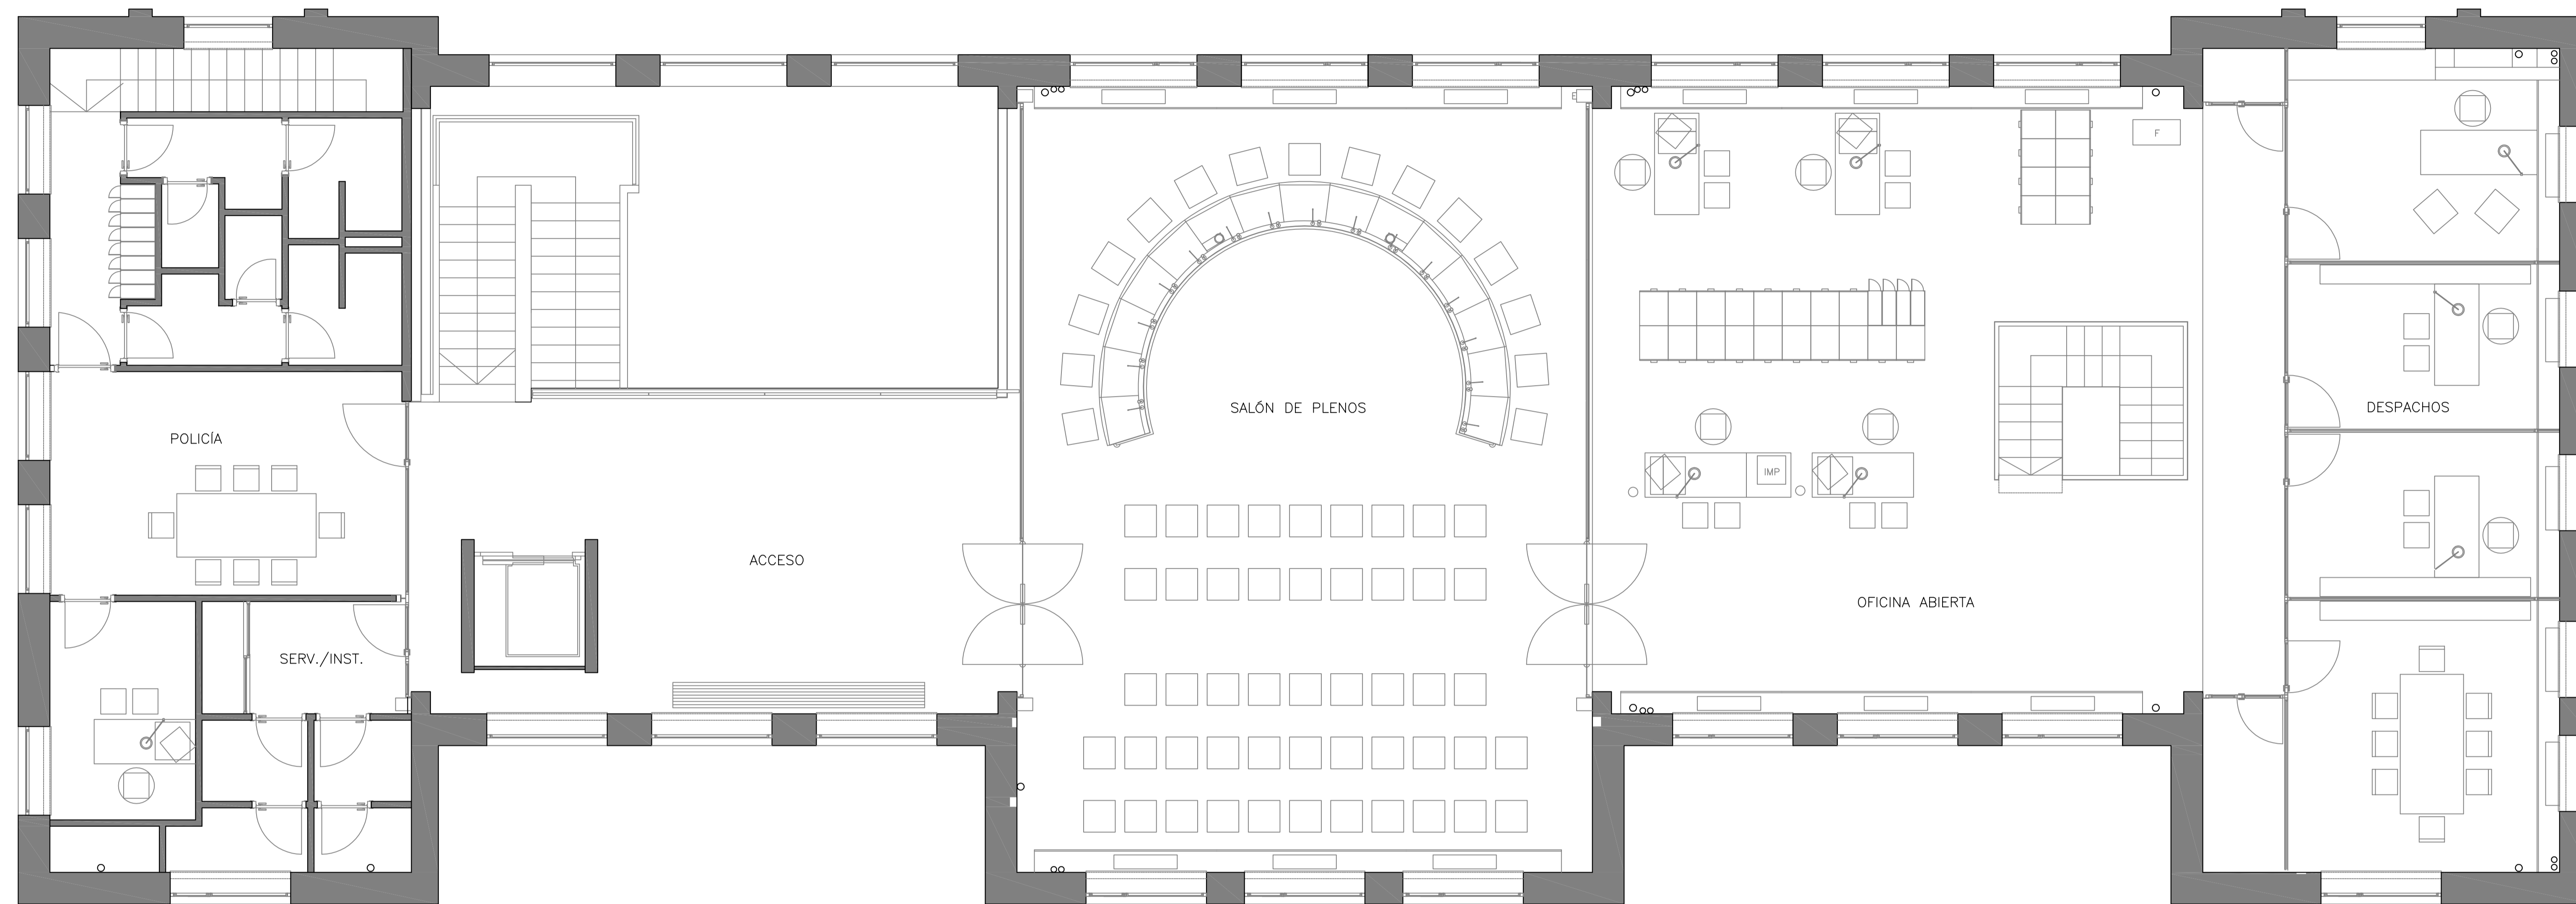 F
SALÓN DE PLENOS
DESPACHOS
POLICÍA
IMP
ACCESO
OFICINA ABIERTA
SERV./INST.